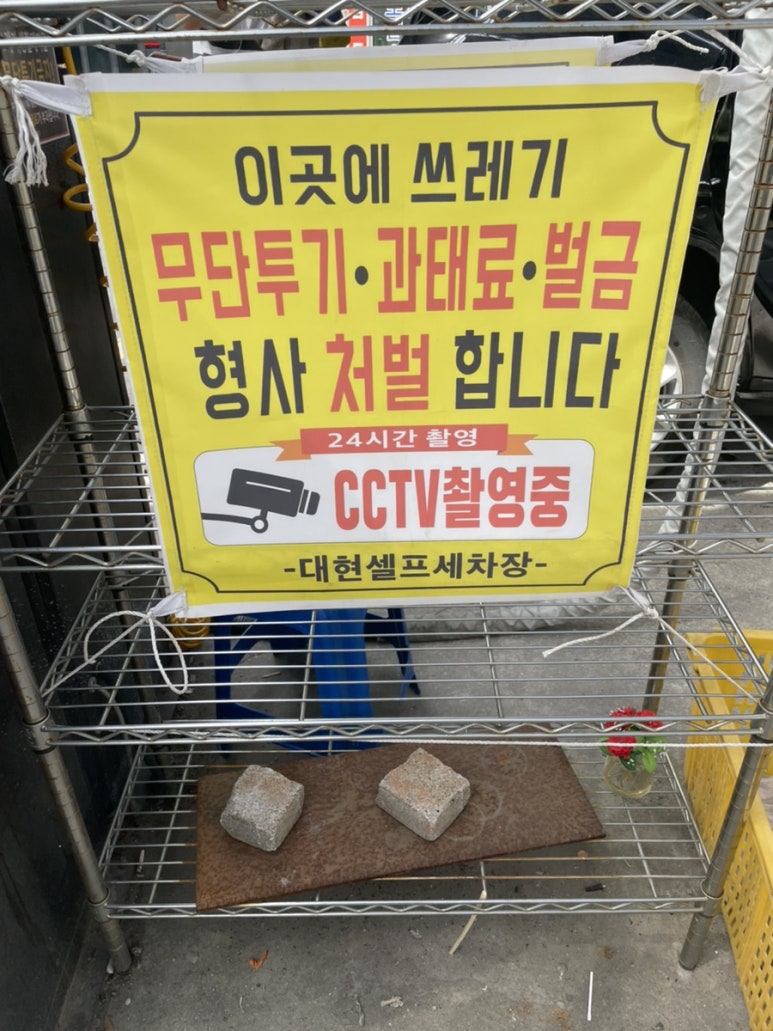 이곳에 쓰레기
무단투기·과태료·벌금
형사 처벌 합니다
24시간 촬영
CCTV촬영중
-대현셀프세차장-